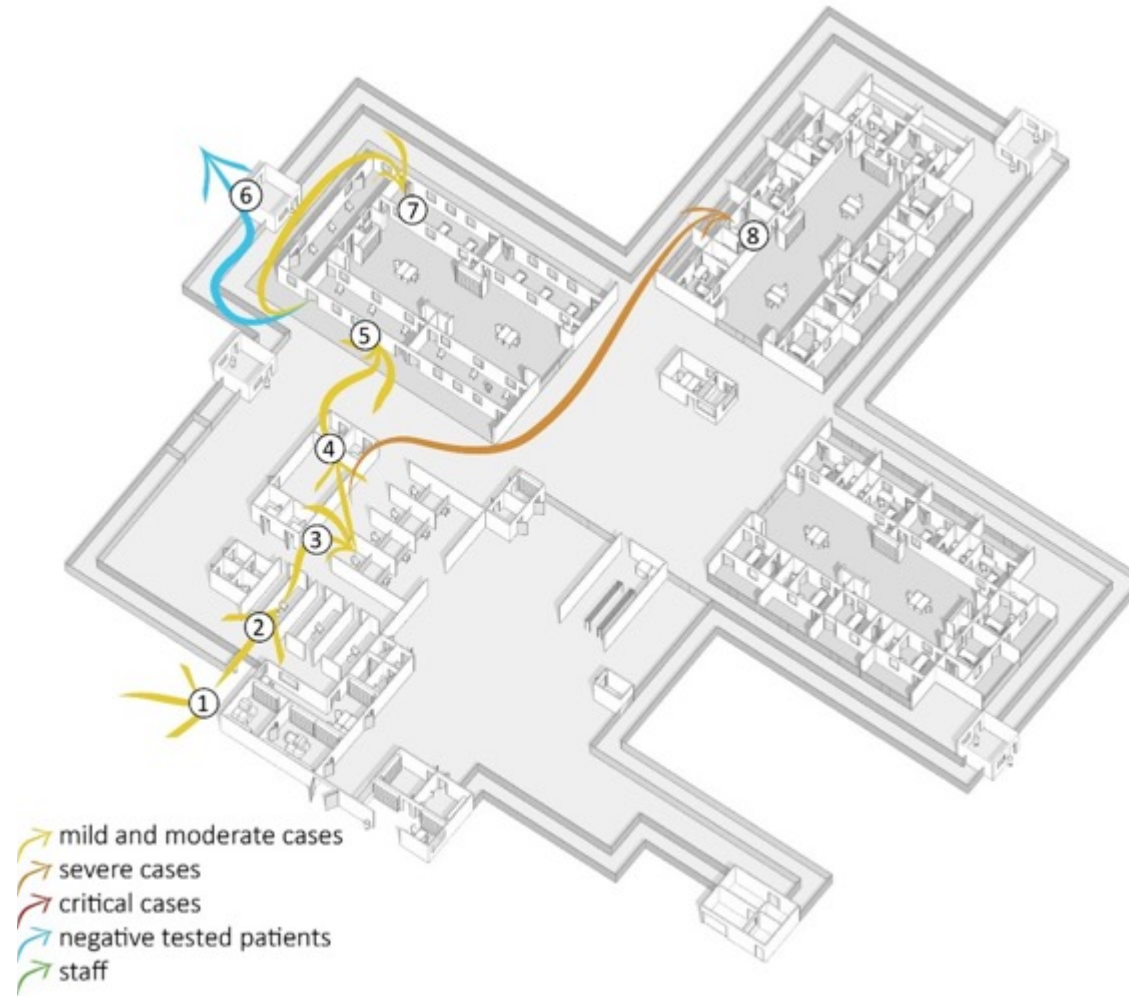 6
7
8
5
4
3
2
1
mild and moderate cases
severe cases
critical cases
negative tested patients
staff